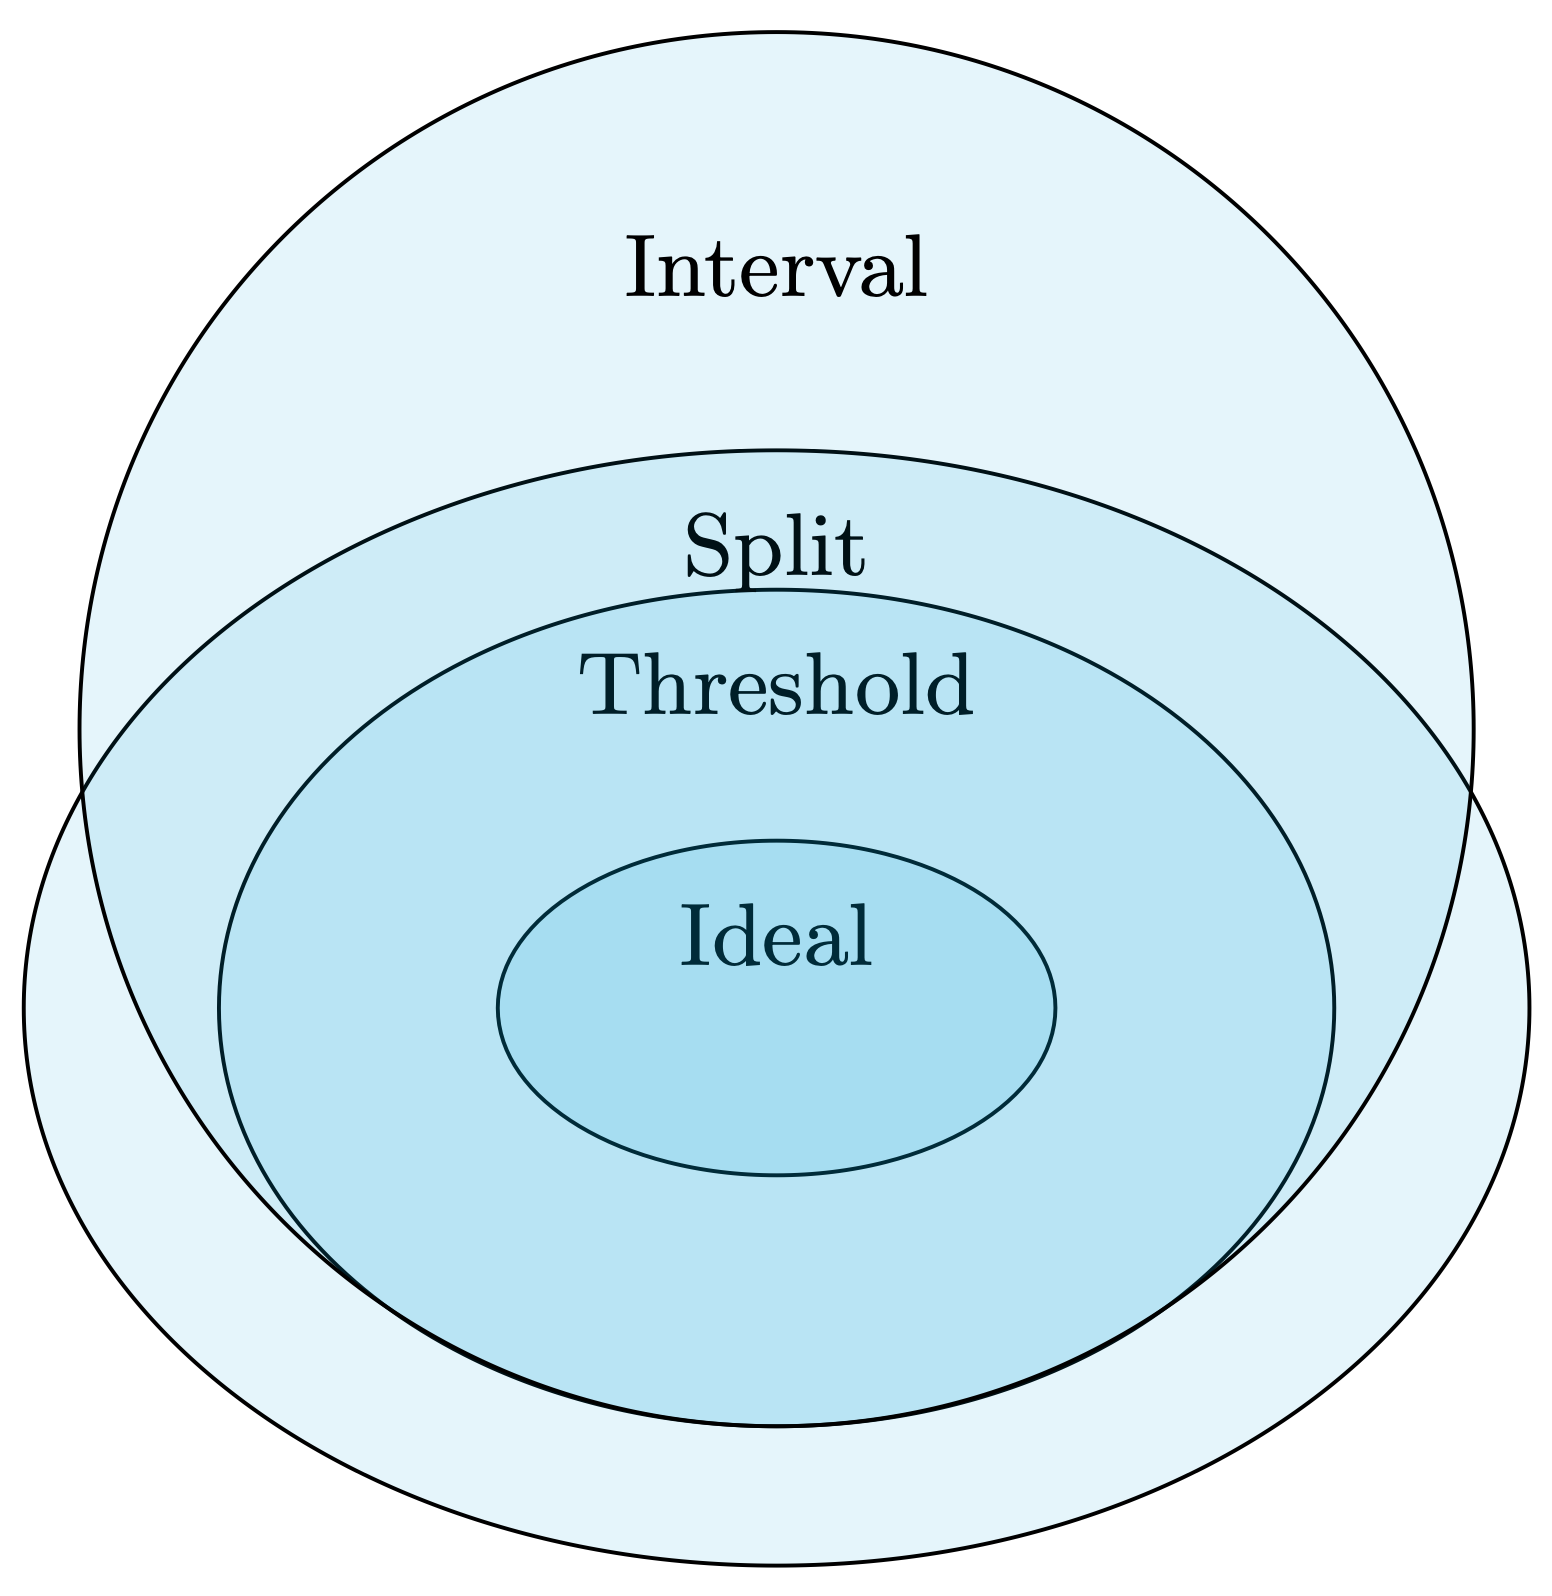 Interval
Split
Threshold
Ideal